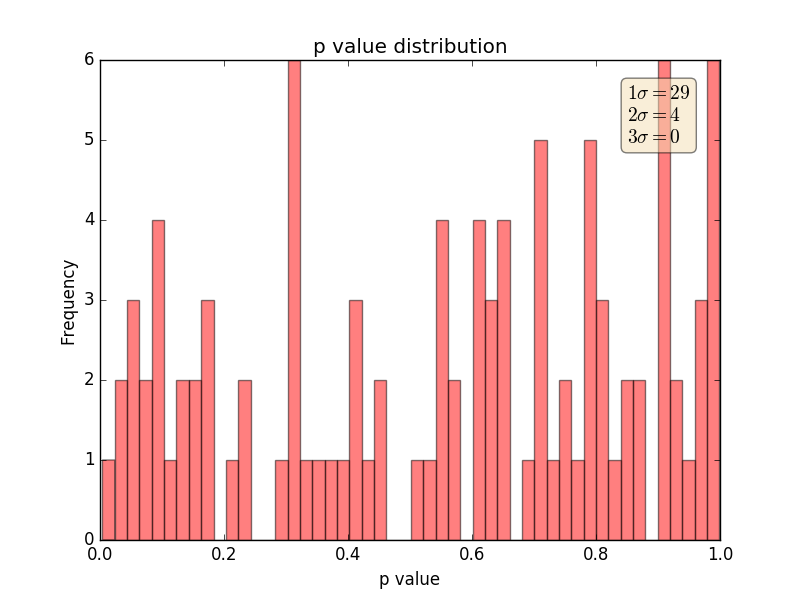 p value distribution
6
5
4
3
2
1
0
Frequency
1σ = 29
2σ = 4
3σ = 0
0.0 0.2 0.4 0.6 0.8 1.0
p value